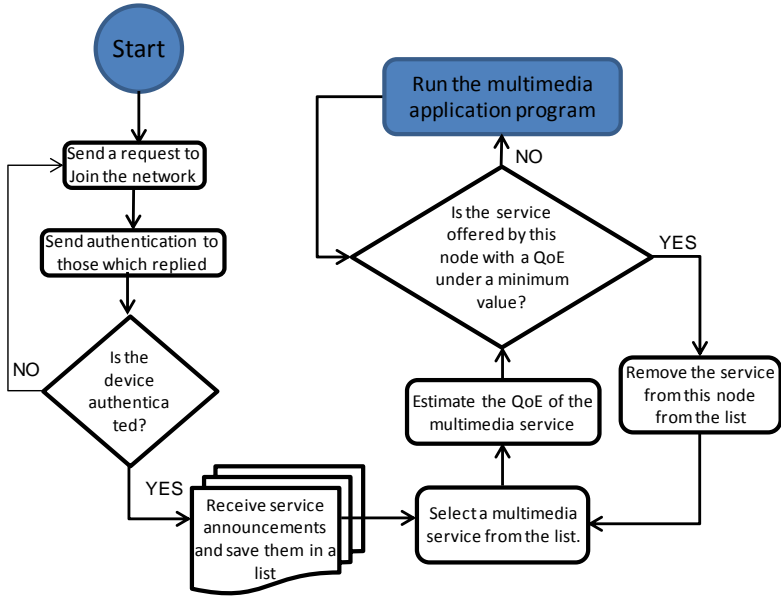 Start
Send a request to
Join the network
Send authentication to
those which replied
Is the
device
authentica
ted?
NO
YES
Receive service
announcements
and save them in a
list
Select a multimedia
service from the list.
Estimate the QoE of the
multimedia service
Is the service
offered by this
node with a QoE
under a minimum
value?
NO
Run the multimedia
application program
YES
Remove the service
from this node
from the list